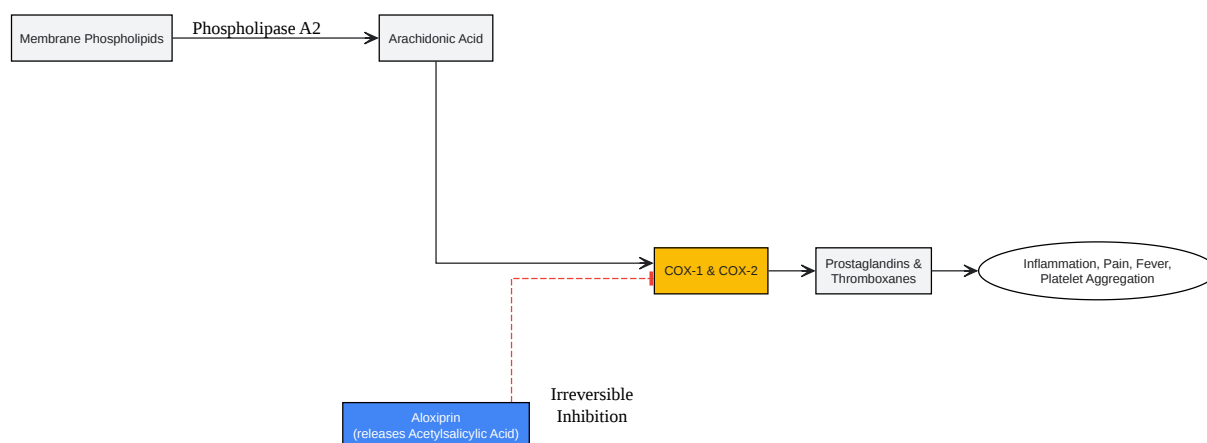 Membrane Phospholipids
Phospholipase A2
Arachidonic Acid
COX-1 & COX-2
Prostaglandins &
Thromboxanes
Inflammation, Pain, Fever,
Platelet Aggregation
Irreversible
Inhibition
Aloxiprin
(releases Acetylsalicylic Acid)